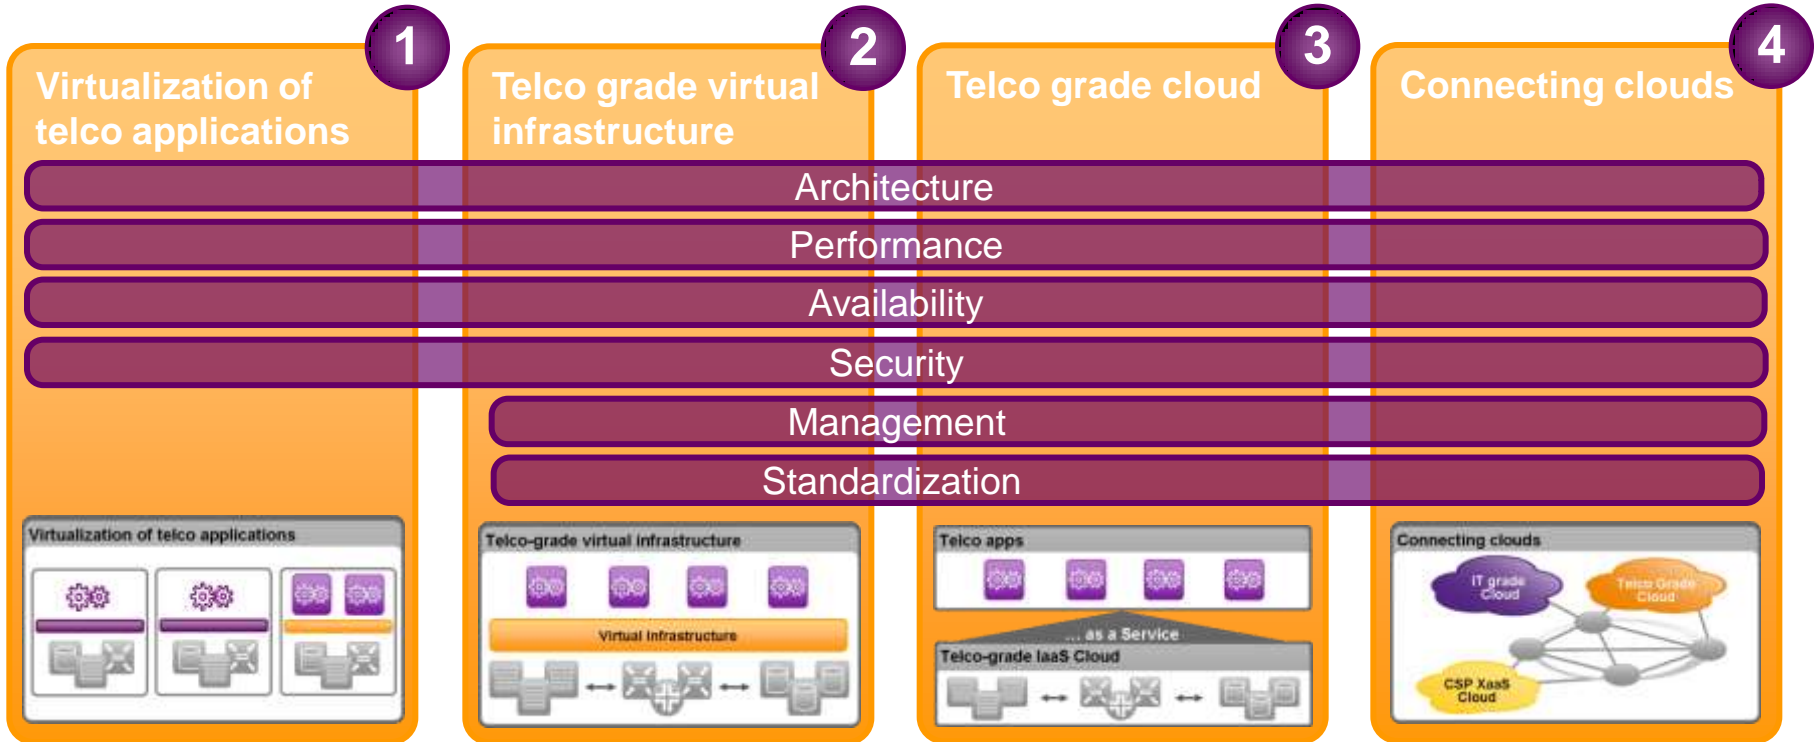 1
Virtualization of
telco applications
2
Telco grade virtual
infrastructure
3
Telco grade cloud
4
Connecting clouds
Architecture
Performance
Availability
Security
Management
Standardization
Virtualization of telco applications
Telco-grade virtual infrastructure
Virtual Infrastructure
Telco apps
... as a Service
Telco-grade IaaS Cloud
Connecting clouds
IT grade
Cloud
Telco Grade
Cloud
CSP XaaS
Cloud